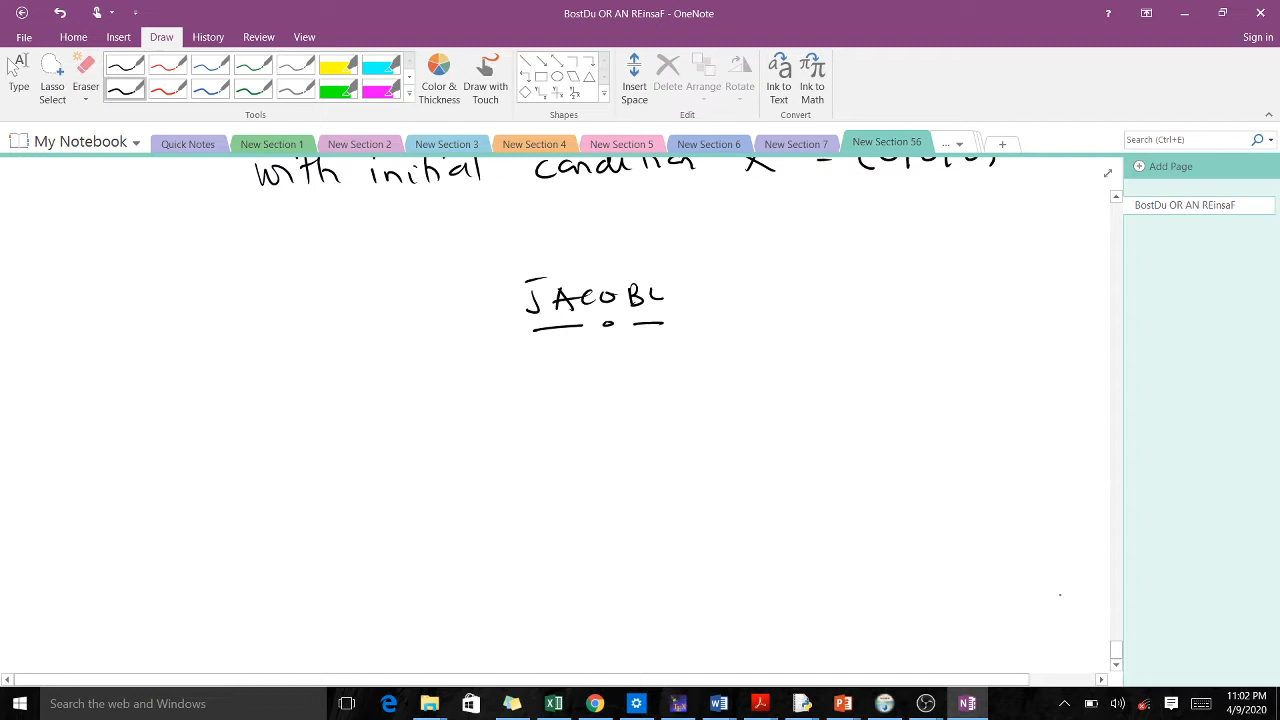 BostDu OR AN REinsaF - OneNote
File Home Insert Draw History Review View Sign in
Type Lasso Select Eraser Color & Thickness Draw with Touch Insert Space Delete Arrange Rotate Ink to Text Ink to Math
Tools Shapes Edit Convert
My Notebook Quick Notes New Section 1 New Section 2 New Section 3 New Section 4 New Section 5 New Section 6 New Section 7 New Section 56 ... Search (Ctrl+E)
Add Page
with initial condition X = (0,0,0)
BostDu OR AN REinsaF
JACOBI
Search the web and Windows
11:02 PM
4/9/2020